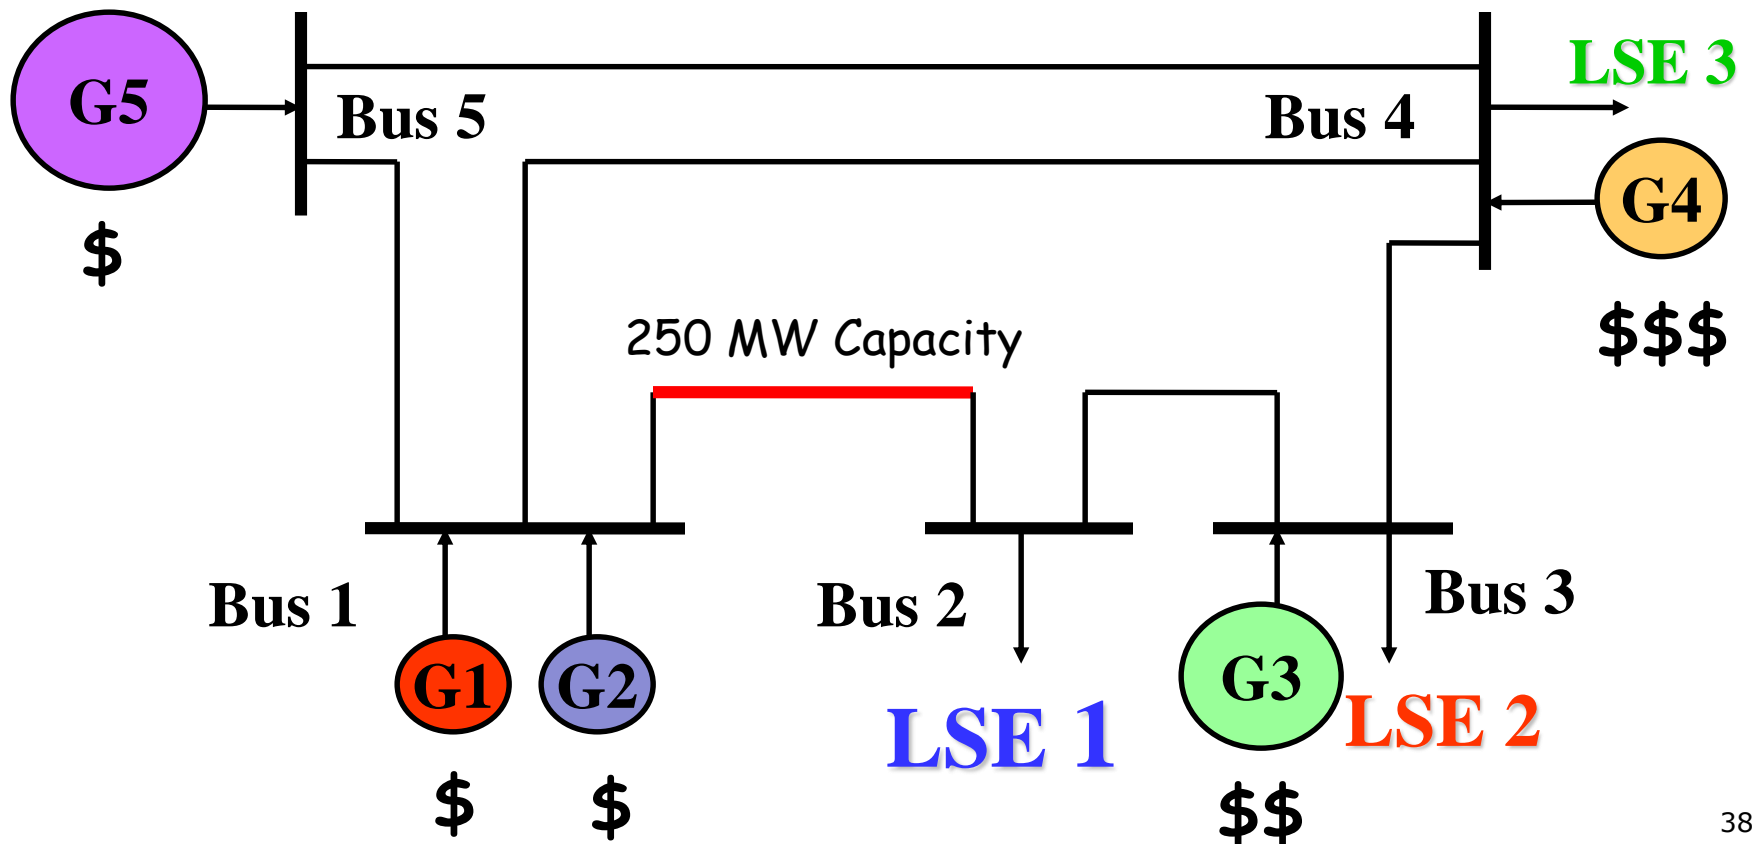 G5
Bus 5
Bus 4
LSE 3
G4
$
$$$
250 MW Capacity
Bus 1
Bus 2
Bus 3
G1
G2
G3
LSE 1
LSE 2
$
$
$$
38